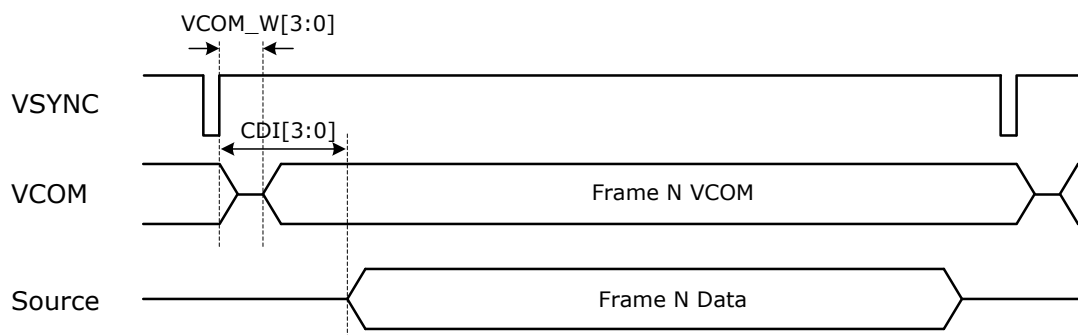 VCOM_W[3:0]
VSYNC
CDI[3:0]
VCOM
Frame N VCOM
Source
Frame N Data